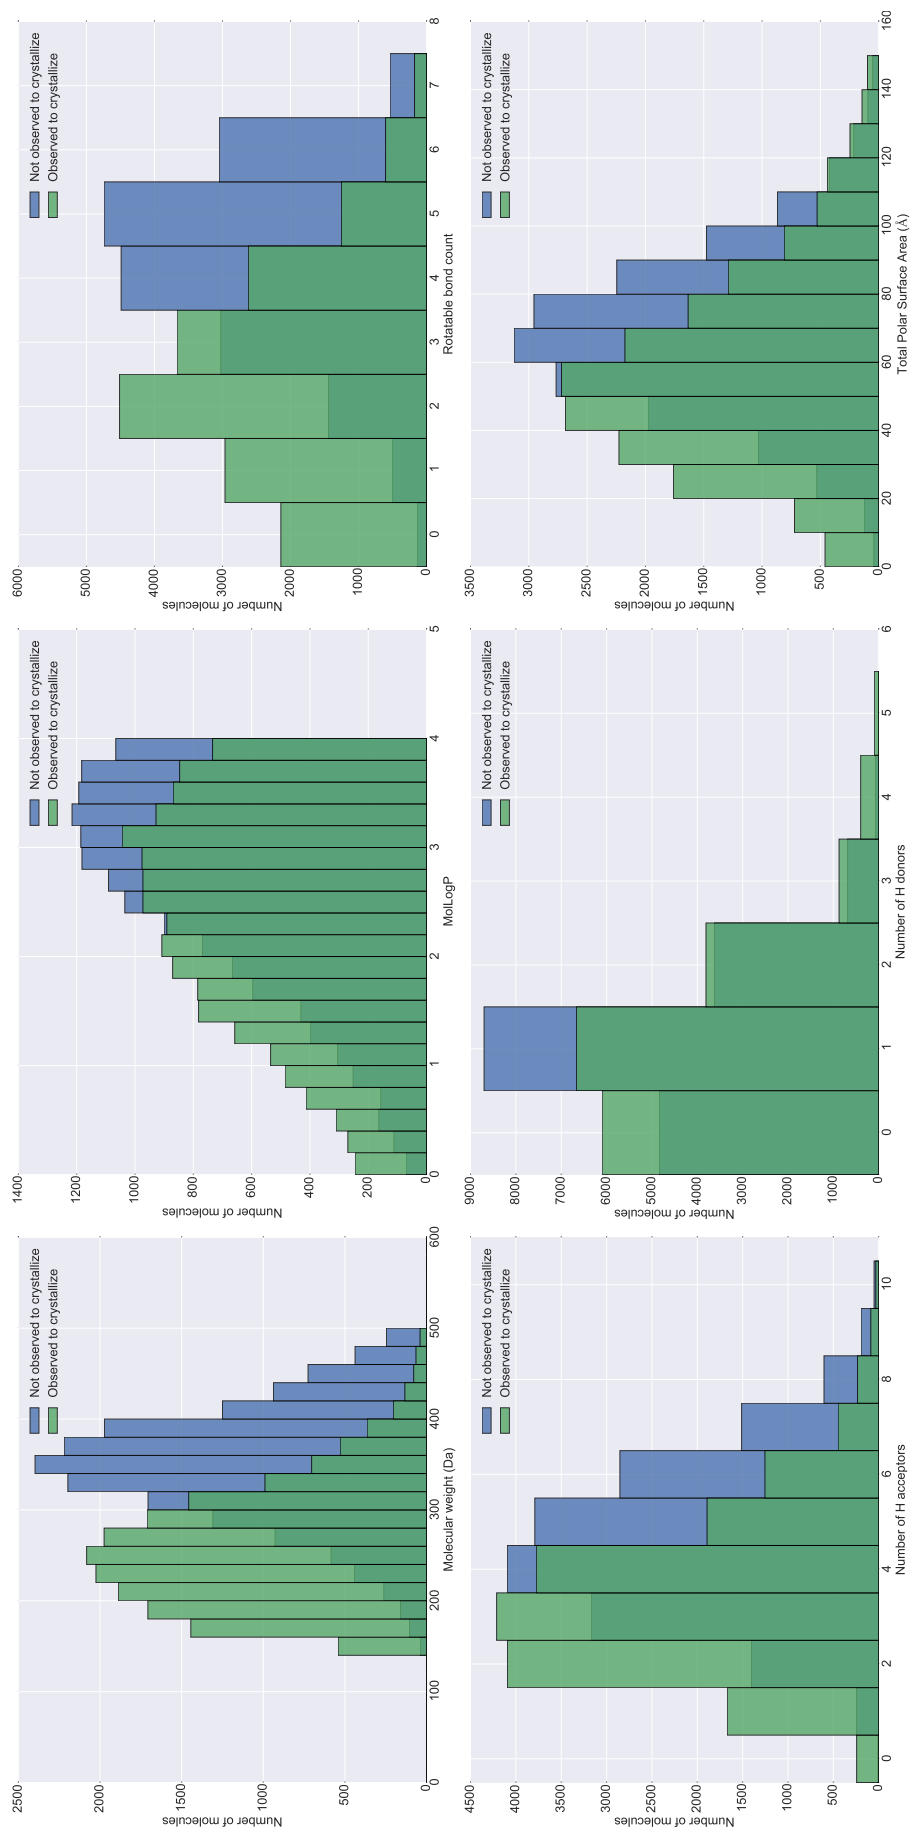 Not observed to crystallize
Observed to crystallize
2500
2000
1500
1000
500
Number of molecules
0 100 200 300 400 500 600
Molecular weight (Da)
Not observed to crystallize
Observed to crystallize
1400
1200
1000
800
600
400
200
Number of molecules
0 1 2 3 4 5
MolLogP
Not observed to crystallize
Observed to crystallize
6000
5000
4000
3000
2000
1000
0
Number of molecules
0 1 2 3 4 5 6 7 8
Rotatable bond count
Not observed to crystallize
Observed to crystallize
4500
4000
3500
3000
2500
2000
1500
1000
500
0
Number of molecules
0 2 4 6 8 10
Number of H acceptors
Not observed to crystallize
Observed to crystallize
9000
8000
7000
6000
5000
4000
3000
2000
1000
0
Number of molecules
0 1 2 3 4 5 6
Number of H donors
Not observed to crystallize
Observed to crystallize
3500
3000
2500
2000
1500
1000
500
Number of molecules
0 20 40 60 80 100 120 140 160
Total Polar Surface Area (Å)